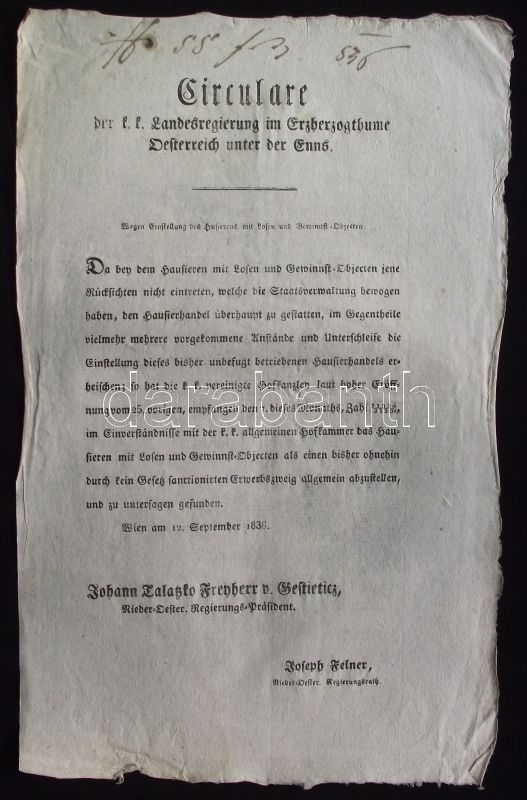 55 f 3
536
Circulare
der k. k. Landesregierung im Erzherzogthume
Oesterreich unter der Enns.
Wegen Einstellung des Hausierens mit Losen und Gewinnst-Objecten.
Da bey dem Hausieren mit Losen und Gewinnst-Objecten jene
Rücksichten nicht eintreten, welche die Staatsverwaltung bewogen
haben, den Hausierhandel überhaupt zu gestatten, im Gegentheile
vielmehr mehrere vorgekommene Anstände und Unterschleife die
Einstellung dieses bisher unbefugt betriebenen Hausierhandels er-
heischen; so hat die k. k. vereinigte Hofkanzley laut hoher Eröff-
nung vom 25. vorigen, empfangen den 7. dieses Monaths, Zahl
im Einverständnisse mit der k. k. allgemeinen Hofkammer das Hau-
sieren mit Losen und Gewinnst-Objecten als einen bisher ohnehin
durch kein Gesetz sanctionirten Erwerbszweig allgemein abzustellen,
und zu untersagen gefunden.
Wien am 12. September 1836.
Johann Talatzko Freyherr v. Gestieticz,
Nieder-Oester. Regierungs-Präsident.
Joseph Felner,
Nieder-Oester. Regierungsrath.
darabanth